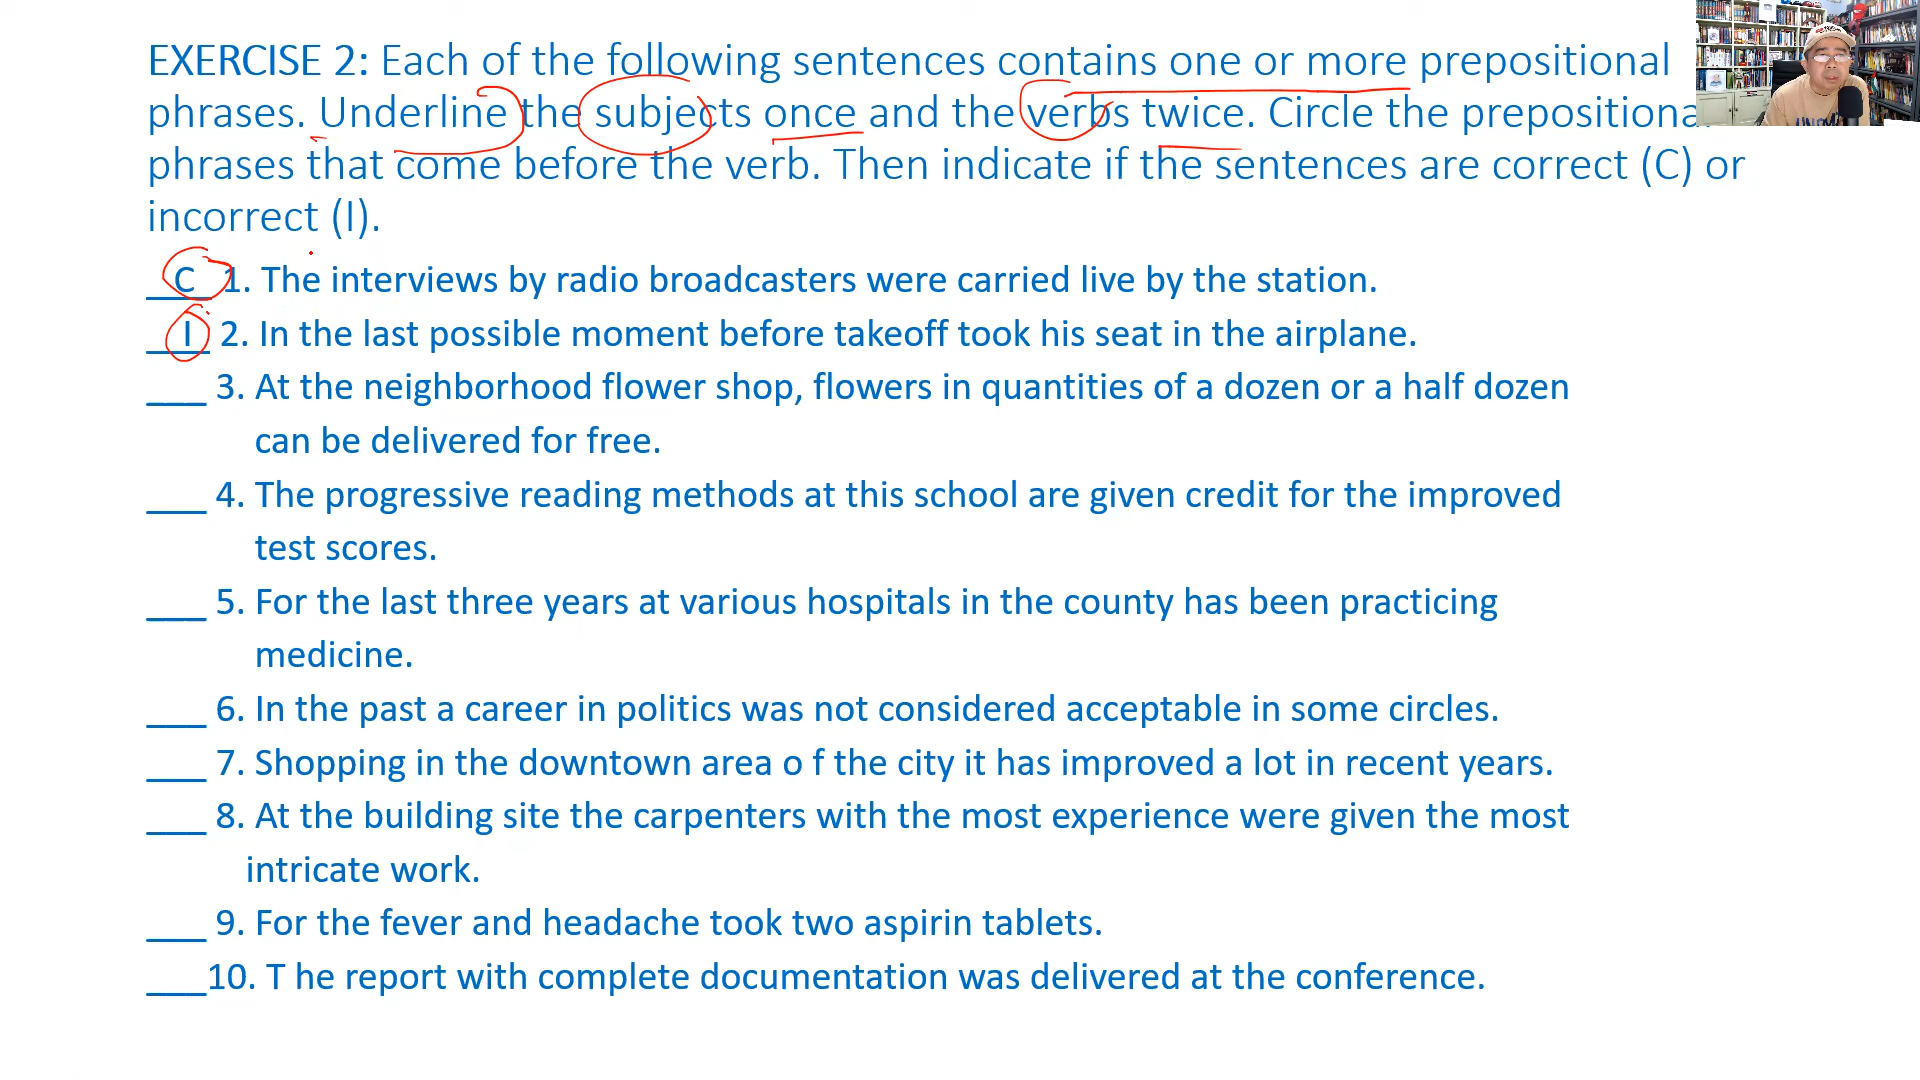 EXERCISE 2: Each of the following sentences contains one or more prepositional
phrases. Underline the subjects once and the verbs twice. Circle the prepositiona
phrases that come before the verb. Then indicate if the sentences are correct (C) or
incorrect (I).
__C_ 1. The interviews by radio broadcasters were carried live by the station.
__I_ 2. In the last possible moment before takeoff took his seat in the airplane.
___ 3. At the neighborhood flower shop, flowers in quantities of a dozen or a half dozen
can be delivered for free.
___ 4. The progressive reading methods at this school are given credit for the improved
test scores.
___ 5. For the last three years at various hospitals in the county has been practicing
medicine.
___ 6. In the past a career in politics was not considered acceptable in some circles.
___ 7. Shopping in the downtown area o f the city it has improved a lot in recent years.
___ 8. At the building site the carpenters with the most experience were given the most
intricate work.
___ 9. For the fever and headache took two aspirin tablets.
___10. T he report with complete documentation was delivered at the conference.